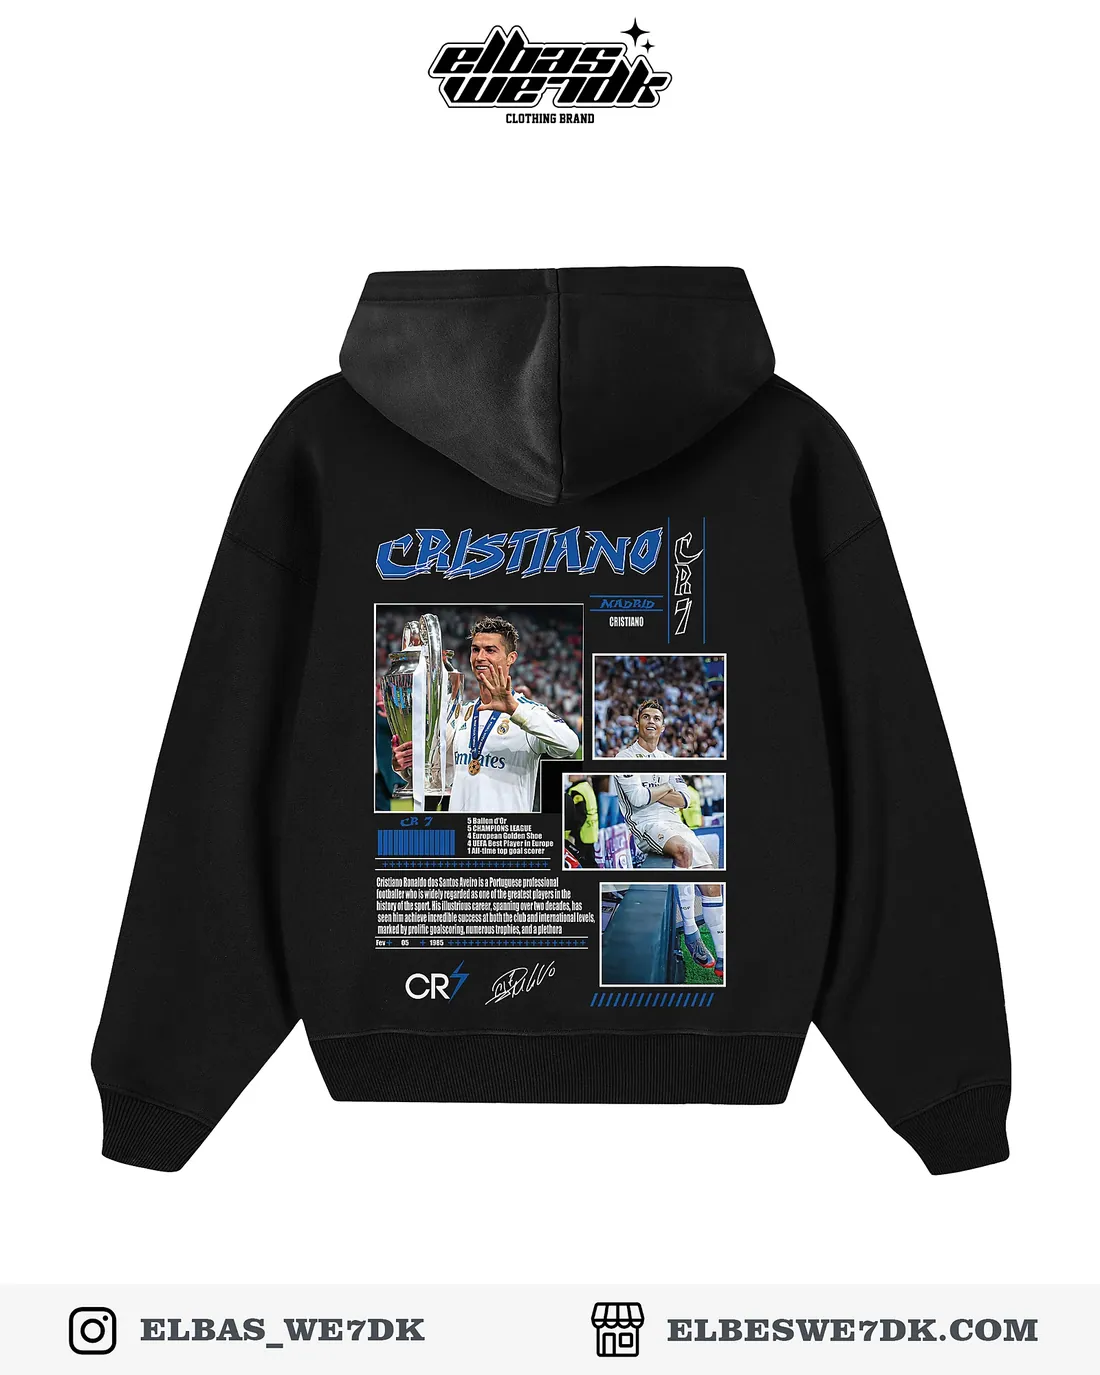 elbas
we7dk
CLOTHING BRAND
CRISTIANO
CR7
MADRID
CRISTIANO
Emirates
CR 7
5 Ballon d'Or
5 CHAMPIONS LEAGUE
4 European Golden Shoe
4 UEFA Best Player in Europe
1 All-time top goal scorer
Cristiano Ronaldo dos Santos Aveiro is a Portuguese professional
footballer who is widely regarded as one of the greatest players in the
history of the sport. His illustrious career, spanning over two decades, has
seen him achieve incredible success at both the club and international levels,
marked by prolific goalscoring, numerous trophies, and a plethora
Fev + 05 + 1985
CR7
ELBAS_WE7DK
ELBESWE7DK.COM